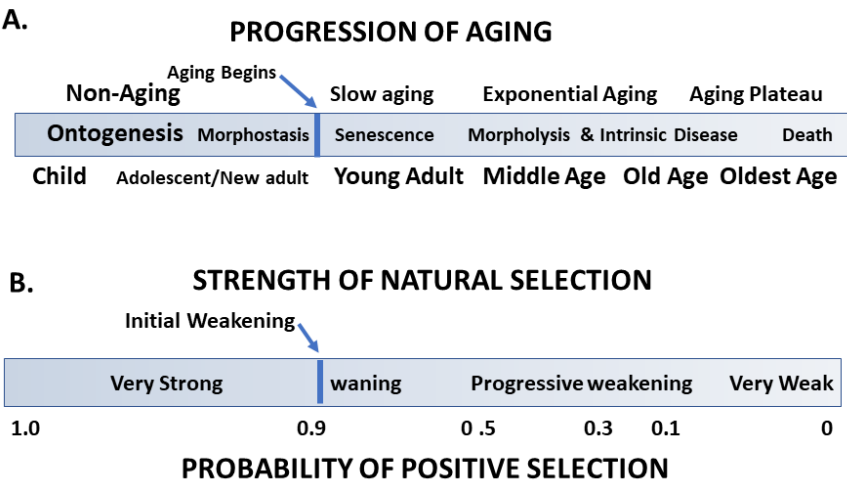 A.
PROGRESSION OF AGING
Aging Begins
Non-Aging Slow aging Exponential Aging Aging Plateau
Ontogenesis Morphostasis Senescence Morpholysis & Intrinsic Disease Death
Child Adolescent/New adult Young Adult Middle Age Old Age Oldest Age
B.
STRENGTH OF NATURAL SELECTION
Initial Weakening
Very Strong waning Progressive weakening Very Weak
1.0 0.9 0 .5 0.3 0.1 0
PROBABILITY OF POSITIVE SELECTION